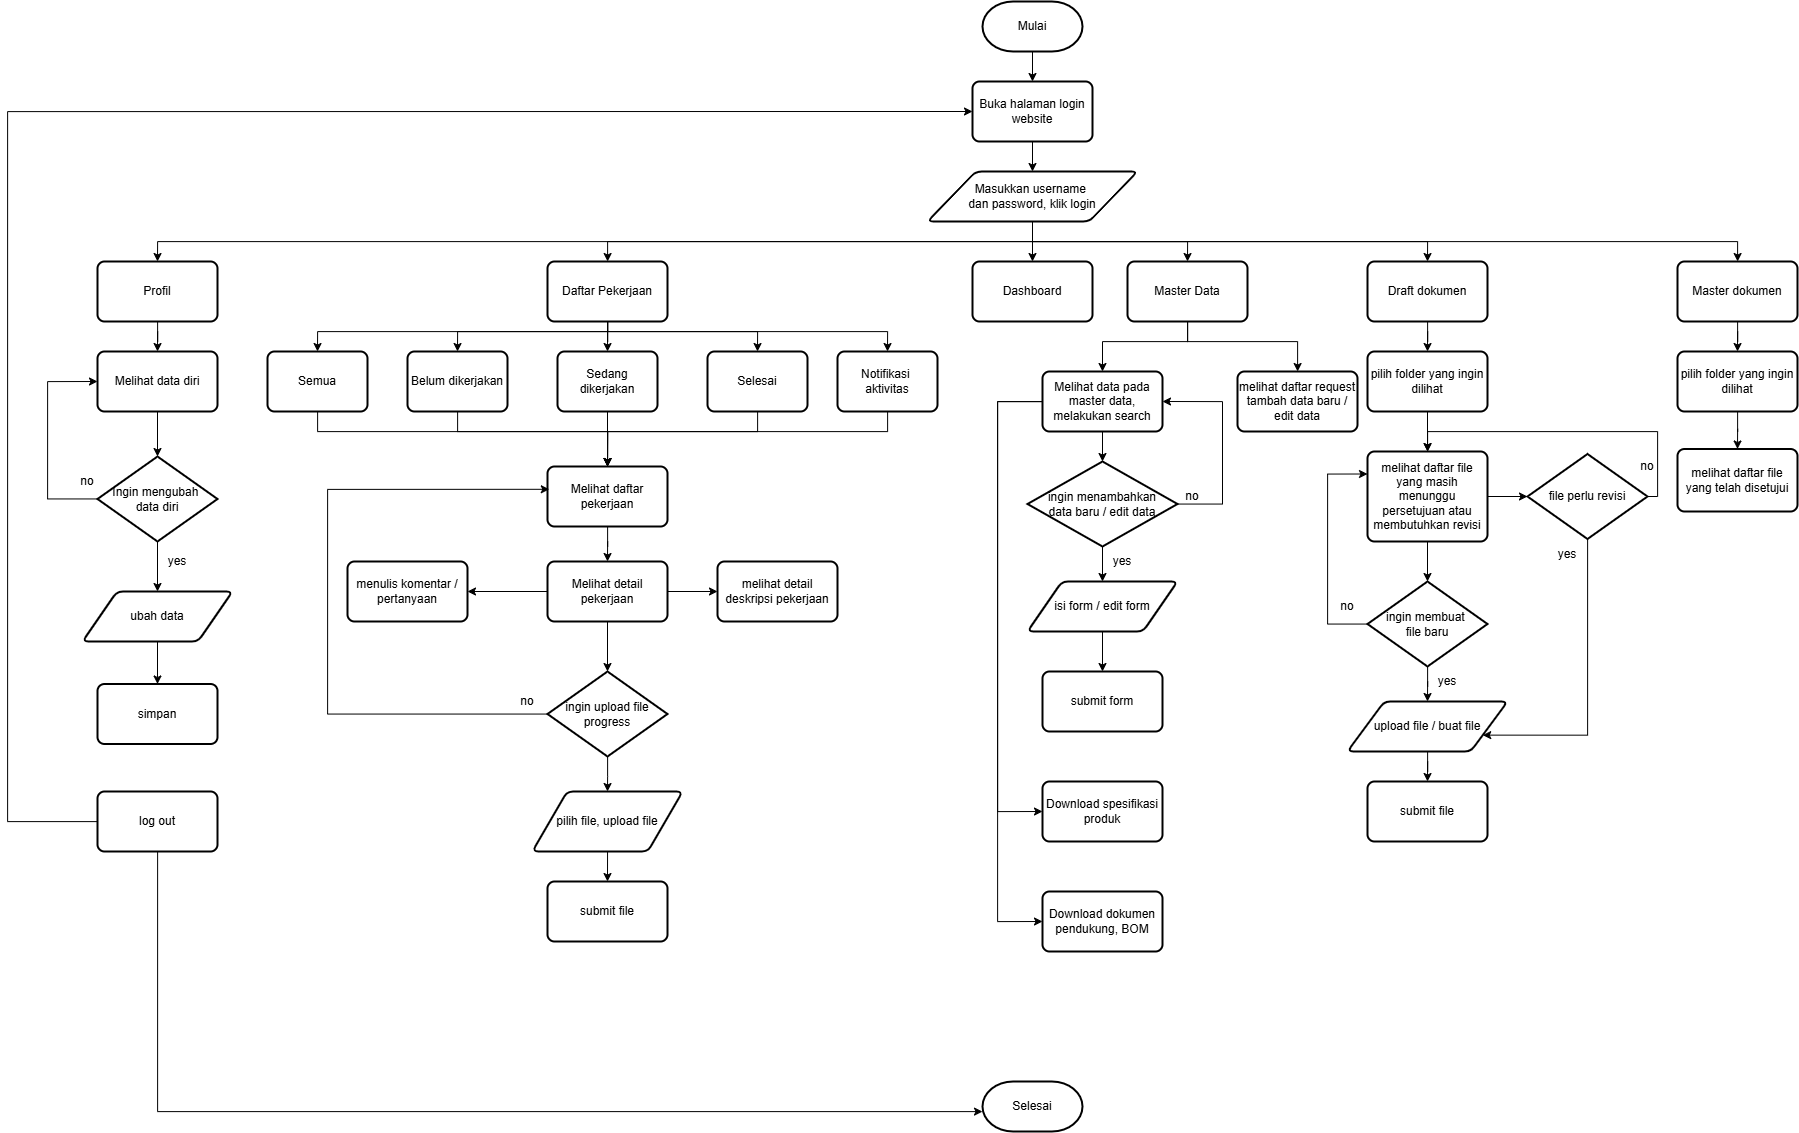 Mulai
Buka halaman login
website
Masukkan username
dan password, klik login
Profil
Daftar Pekerjaan
Dashboard
Master Data
Draft dokumen
Master dokumen
Melihat data diri
Semua
Belum dikerjakan
Sedang
dikerjakan
Selesai
Notifikasi
aktivitas
Melihat data pada
master data,
melakukan search
melihat daftar request
tambah data baru /
edit data
pilih folder yang ingin
dilihat
pilih folder yang ingin
dilihat
no
ingin mengubah
data diri
yes
ubah data
simpan
log out
Melihat daftar
pekerjaan
menulis komentar /
pertanyaan
Melihat detail
pekerjaan
melihat detail
deskripsi pekerjaan
no
ingin upload file
progress
pilih file, upload file
submit file
ingin menambahkan
data baru / edit data
no
yes
isi form / edit form
submit form
Download spesifikasi
produk
Download dokumen
pendukung, BOM
melihat daftar file
yang masih
menunggu
persetujuan atau
membutuhkan revisi
file perlu revisi
no
yes
no
ingin membuat
file baru
yes
upload file / buat file
submit file
melihat daftar file
yang telah disetujui
Selesai